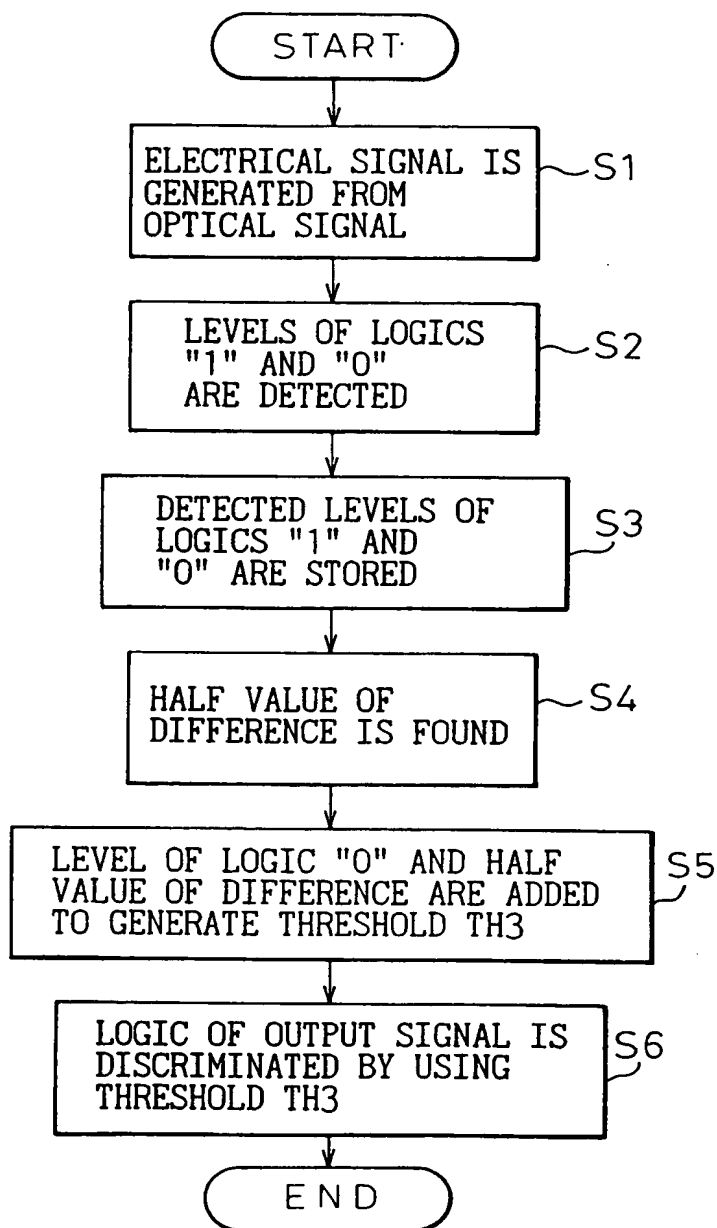 START
ELECTRICAL SIGNAL IS
GENERATED FROM
OPTICAL SIGNAL
S1
LEVELS OF LOGICS
"1" AND "0"
ARE DETECTED
S2
DETECTED LEVELS OF
LOGICS "1" AND
"0" ARE STORED
S3
HALF VALUE OF
DIFFERENCE IS FOUND
S4
LEVEL OF LOGIC "0" AND HALF
VALUE OF DIFFERENCE ARE ADDED
TO GENERATE THRESHOLD TH3
S5
LOGIC OF OUTPUT SIGNAL IS
DISCRIMINATED BY USING
THRESHOLD TH3
S6
END